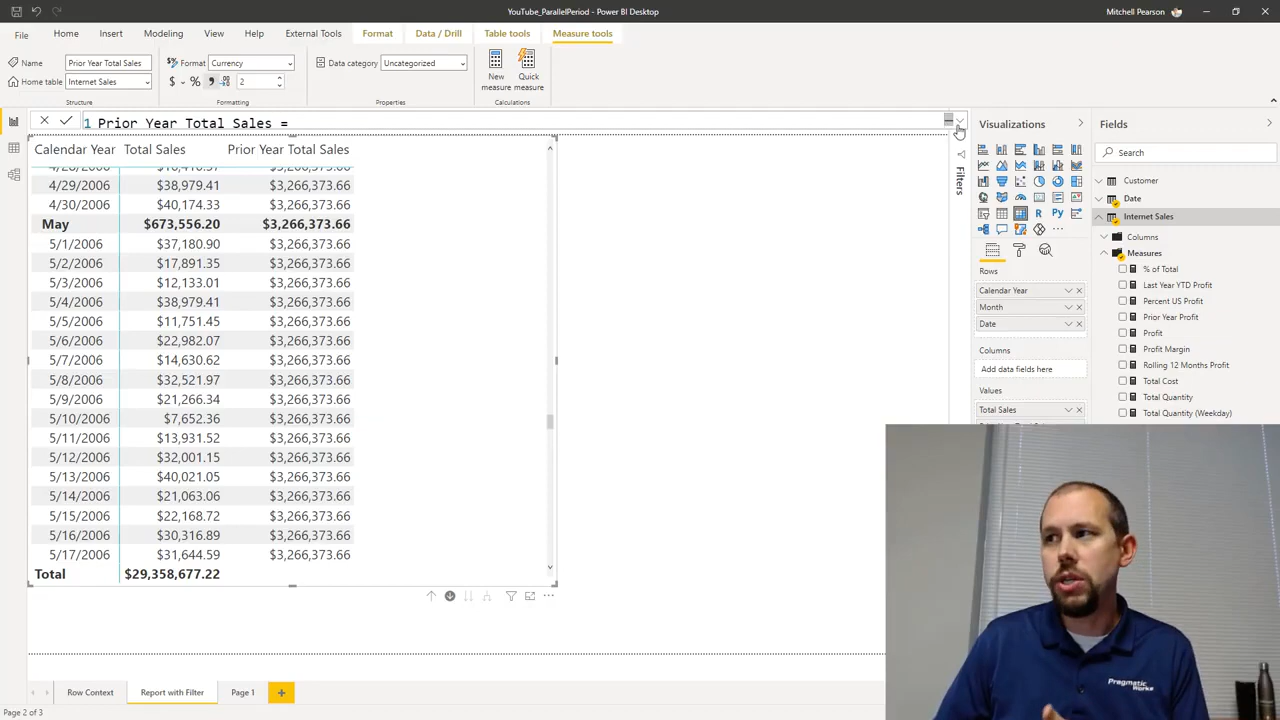 YouTube_ParallelPeriod - Power BI Desktop
Mitchell Pearson
File Home Insert Modeling View Help External Tools Format Data / Drill Table tools Measure tools
Name Prior Year Total Sales
Home table Internet Sales
Structure
Format Currency
$ % 2
Formatting
Data category Uncategorized
Properties
New measure
Quick measure
Calculations
1 Prior Year Total Sales =
Calendar Year Total Sales Prior Year Total Sales
4/29/2006 $38,979.41 $3,266,373.66
4/30/2006 $40,174.33 $3,266,373.66
May $673,556.20 $3,266,373.66
5/1/2006 $37,180.90 $3,266,373.66
5/2/2006 $17,891.35 $3,266,373.66
5/3/2006 $12,133.01 $3,266,373.66
5/4/2006 $38,979.41 $3,266,373.66
5/5/2006 $11,751.45 $3,266,373.66
5/6/2006 $22,982.07 $3,266,373.66
5/7/2006 $14,630.62 $3,266,373.66
5/8/2006 $32,521.97 $3,266,373.66
5/9/2006 $21,266.34 $3,266,373.66
5/10/2006 $7,652.36 $3,266,373.66
5/11/2006 $13,931.52 $3,266,373.66
5/12/2006 $32,001.15 $3,266,373.66
5/13/2006 $40,021.05 $3,266,373.66
5/14/2006 $21,063.06 $3,266,373.66
5/15/2006 $22,168.72 $3,266,373.66
5/16/2006 $30,316.89 $3,266,373.66
5/17/2006 $31,644.59 $3,266,373.66
Total $29,358,677.22
Filters
Visualizations
R Py
Rows
Calendar Year
Month
Date
Columns
Add data fields here
Values
Total Sales
Fields
Search
Customer
Date
Internet Sales
Columns
Measures
% of Total
Last Year YTD Profit
Percent US Profit
Prior Year Profit
Profit
Profit Margin
Rolling 12 Months Profit
Total Cost
Total Quantity
Total Quantity (Weekday)
Pragmatic
Works
Row Context Report with Filter Page 1
Page 2 of 3